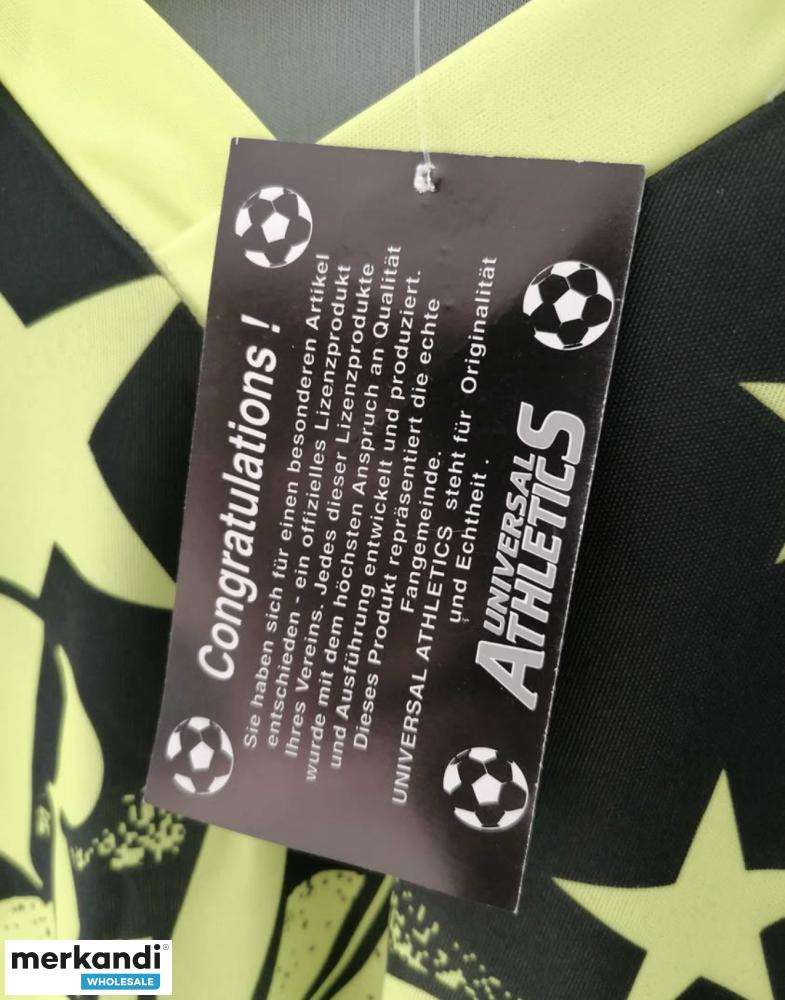 Congratulations !
Sie haben sich für einen besonderen Artikel
entschieden - ein offizielles Lizenzprodukt
Ihres Vereins. Jedes dieser Lizenzprodukte
wurde mit dem höchsten Anspruch an Qualität
und Ausführung entwickelt und produziert.
Dieses Produkt repräsentiert die echte
Fangemeinde.
UNIVERSAL ATHLETICS steht für Originalität
und Echtheit .
UNIVERSAL
ATHLETICS
merkandi®
WHOLESALE